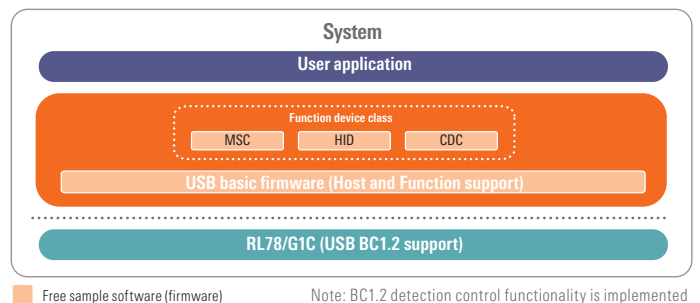 System
User application
Function device class
MSC HID CDC
USB basic firmware (Host and Function support)
RL78/G1C (USB BC1.2 support)
Free sample software (firmware) Note: BC1.2 detection control functionality is implemented